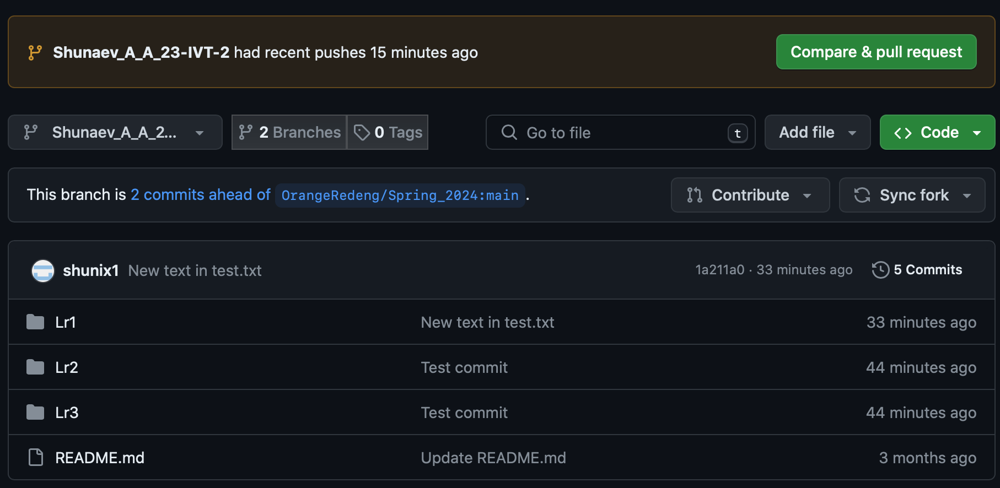 Shunaev_A_A_23-IVT-2 had recent pushes 15 minutes ago
Compare & pull request
Shunaev_A_A_2...
2 Branches
0 Tags
Go to file
t
Add file
Code
This branch is 2 commits ahead of OrangeRedeng/Spring_2024:main .
Contribute
Sync fork
shunix1 New text in test.txt
1a211a0 · 33 minutes ago
5 Commits
Lr1 New text in test.txt 33 minutes ago
Lr2 Test commit 44 minutes ago
Lr3 Test commit 44 minutes ago
README.md Update README.md 3 months ago